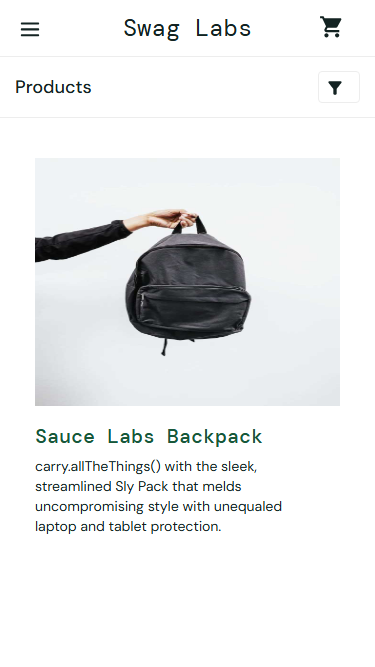 Swag Labs
Products
Sauce Labs Backpack
carry.allTheThings() with the sleek,
streamlined Sly Pack that melds
uncompromising style with unequaled
laptop and tablet protection.